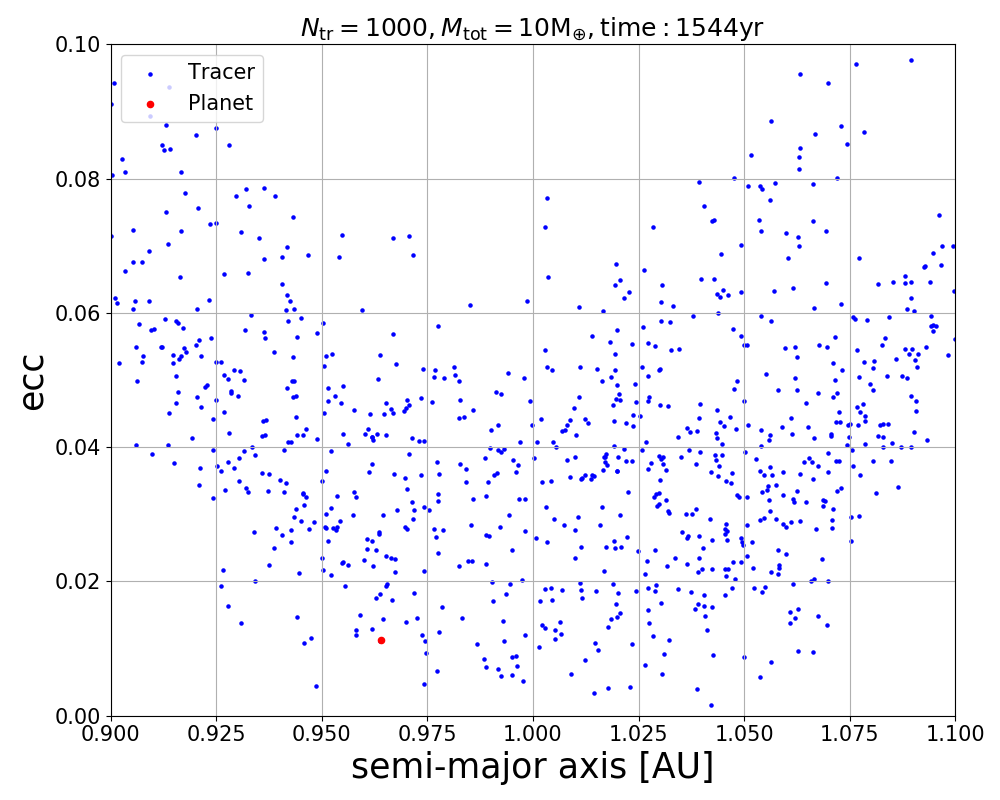 N_tr = 1000, M_tot = 10M_⊕, time : 1544yr
0.10
Tracer
Planet
0.08
0.06
ecc
0.04
0.02
0.00
0.900 0.925 0.950 0.975 1.000 1.025 1.050 1.075 1.100
semi-major axis [AU]